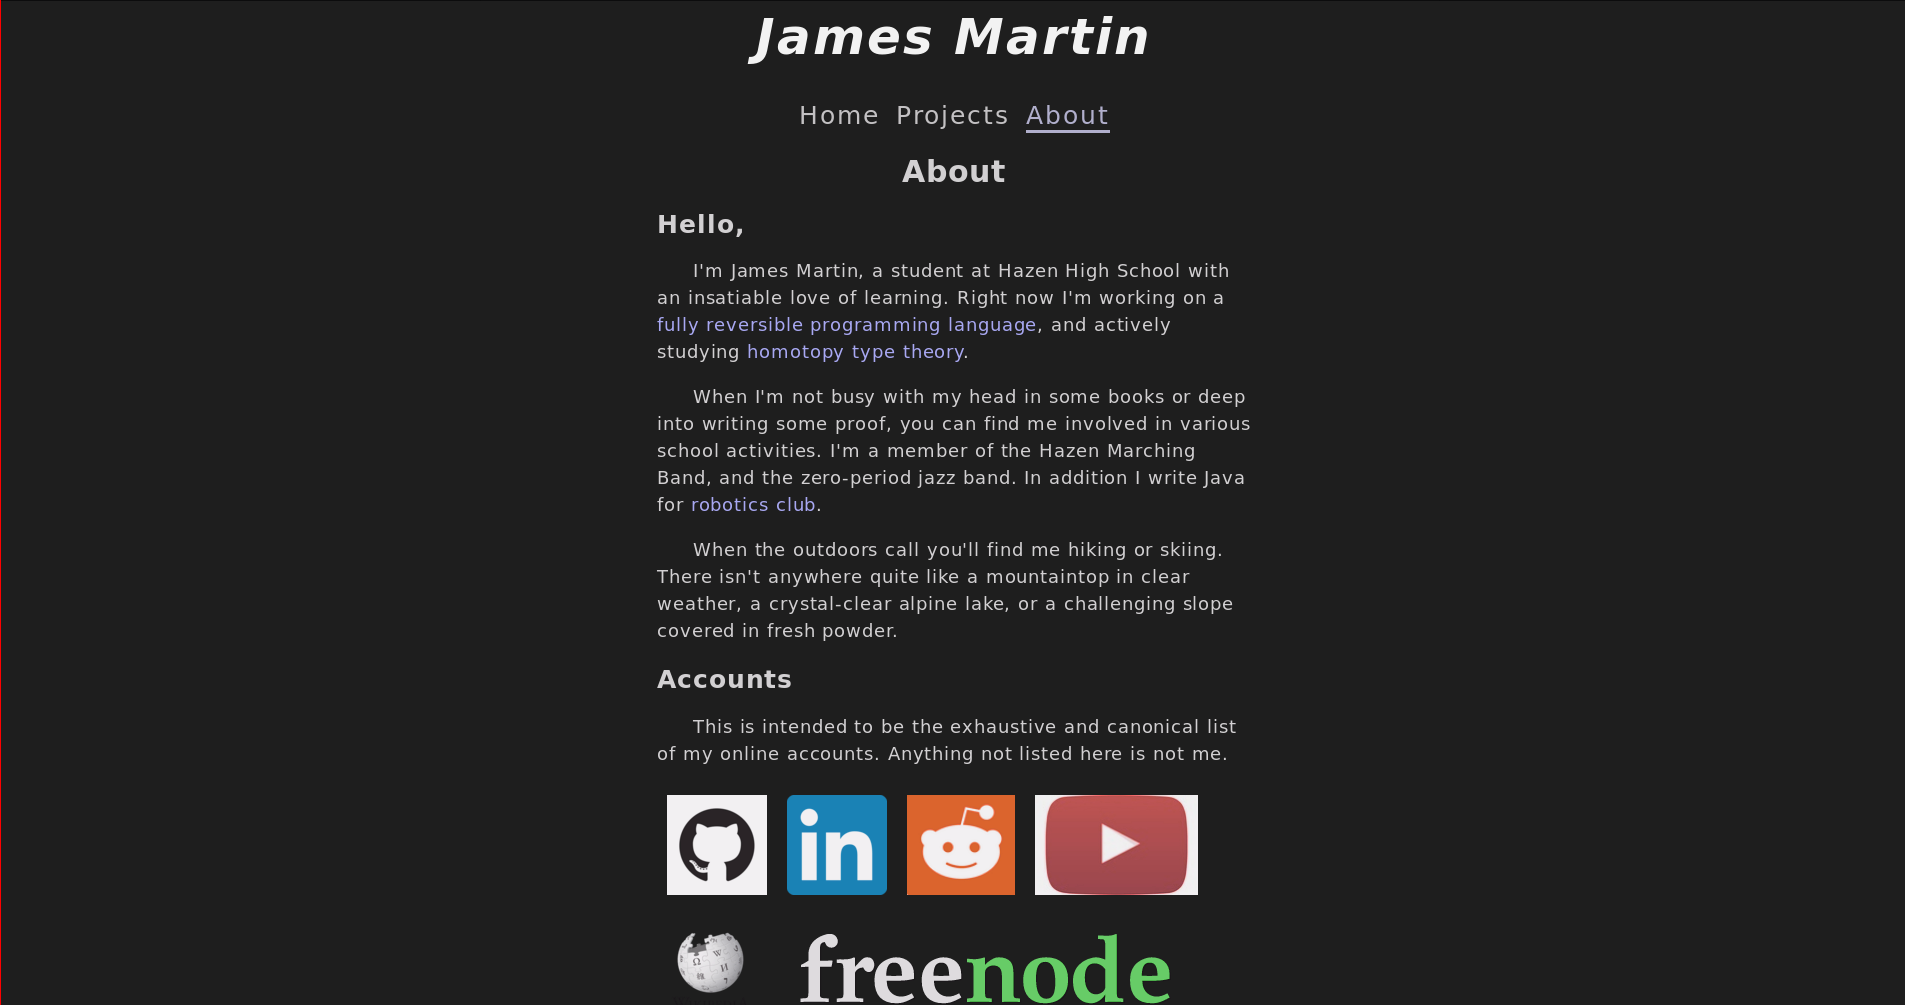 James Martin
Home Projects About
About
Hello,
I'm James Martin, a student at Hazen High School with
an insatiable love of learning. Right now I'm working on a
fully reversible programming language, and actively
studying homotopy type theory.
When I'm not busy with my head in some books or deep
into writing some proof, you can find me involved in various
school activities. I'm a member of the Hazen Marching
Band, and the zero-period jazz band. In addition I write Java
for robotics club.
When the outdoors call you'll find me hiking or skiing.
There isn't anywhere quite like a mountaintop in clear
weather, a crystal-clear alpine lake, or a challenging slope
covered in fresh powder.
Accounts
This is intended to be the exhaustive and canonical list
of my online accounts. Anything not listed here is not me.
in
freenode